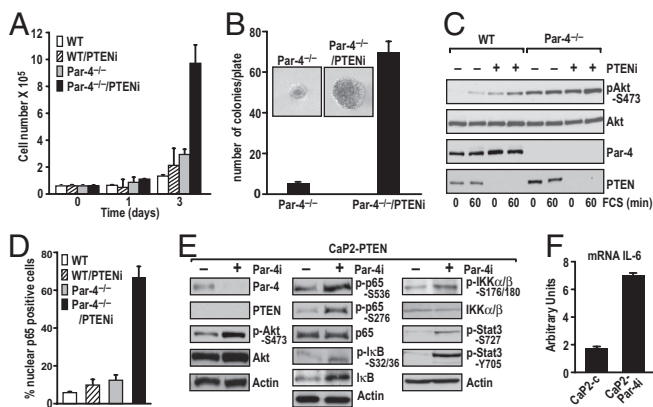 A
WT
WT/PTENi
Par-4–/–
Par-4–/–/PTENi
Cell number X 10⁵
12
10
8
6
4
2
0
0 1 3
Time (days)
B
number of colonies/plate
80
60
40
20
0
Par-4–/–
Par-4–/–
/PTENi
Par-4–/– Par-4–/–/PTENi
C
WT Par-4–/–
– – + + – – + + PTENi
pAkt
-S473
Akt
Par-4
PTEN
0 60 0 60 0 60 0 60 FCS (min)
D
WT
WT/PTENi
Par-4–/–
Par-4–/–
/PTENi
% nuclear p65 positive cells
80
60
40
20
0
E
CaP2-PTEN
– + Par-4i
Par-4
PTEN
p-Akt
-S473
Akt
Actin
– + Par-4i
p-p65
-S536
p-p65
-S276
p65
p-IκB
-S32/36
IκB
Actin
– + Par-4i
p-IKKα/β
-S176/180
IKKα/β
p-Stat3
-S727
p-Stat3
-Y705
Actin
F
mRNA IL-6
Arbitrary Units
8
6
4
2
0
CaP2-c
CaP2-
Par-4i